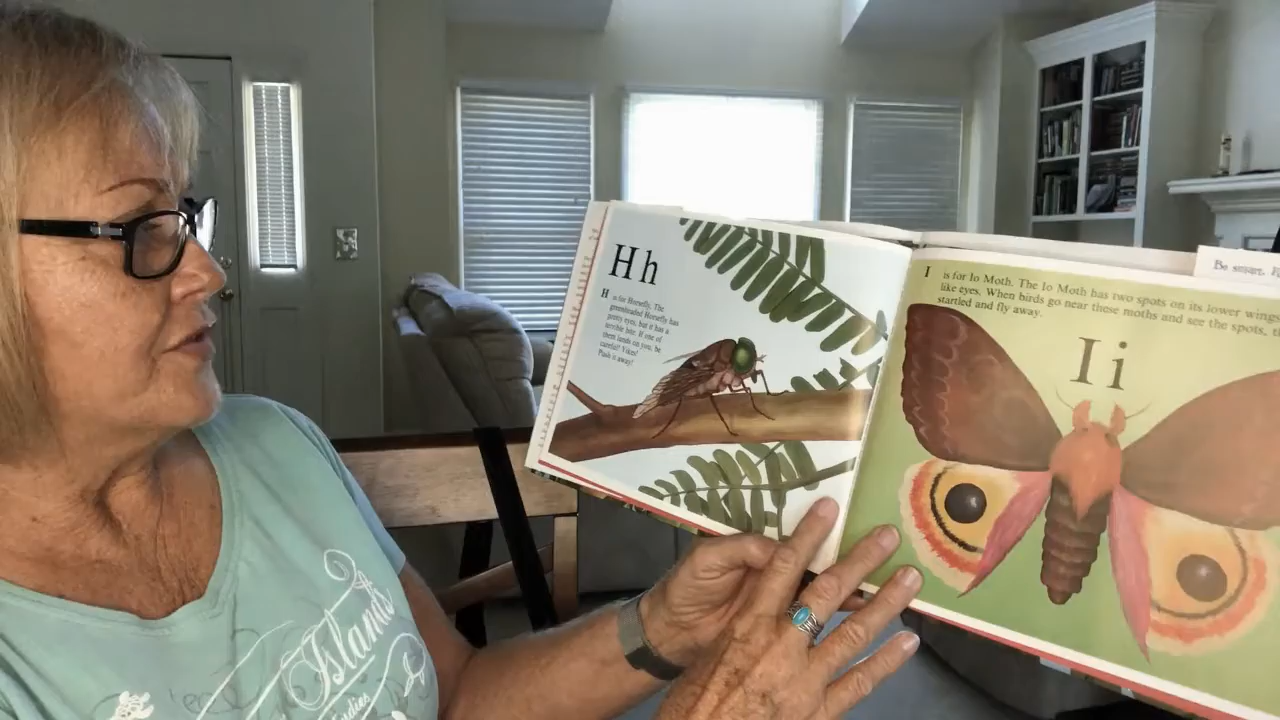 Hh
H is for Horsefly. The
greenheaded Horsefly has
pretty eyes, but it has a
terrible bite. If one of
them lands on you, be
careful! Yikes!
Push it away!
I is for Io Moth. The Io Moth has two spots on its lower wings
like eyes. When birds go near these moths and see the spots,
startled and fly away.
Ii
Be smart.
Islands